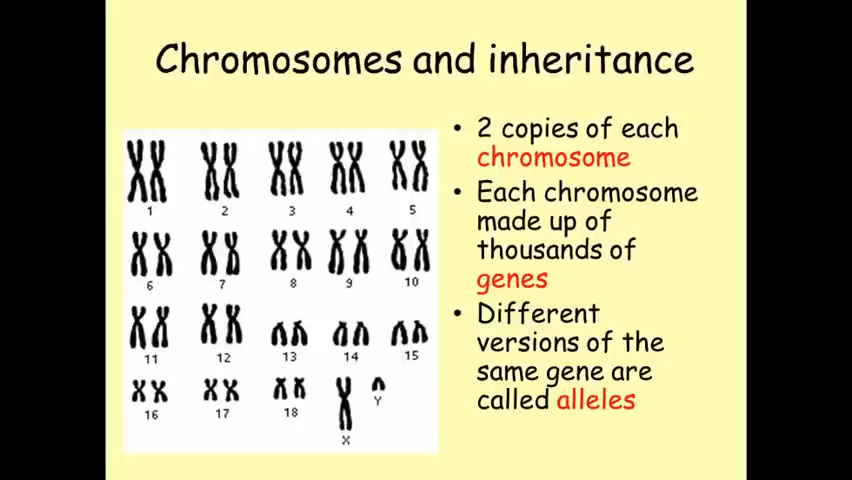 Chromosomes and inheritance
1 2 3 4 5
6 7 8 9 10
11 12 13 14 15
16 17 18 X Y
• 2 copies of each
chromosome
• Each chromosome
made up of
thousands of
genes
• Different
versions of the
same gene are
called alleles